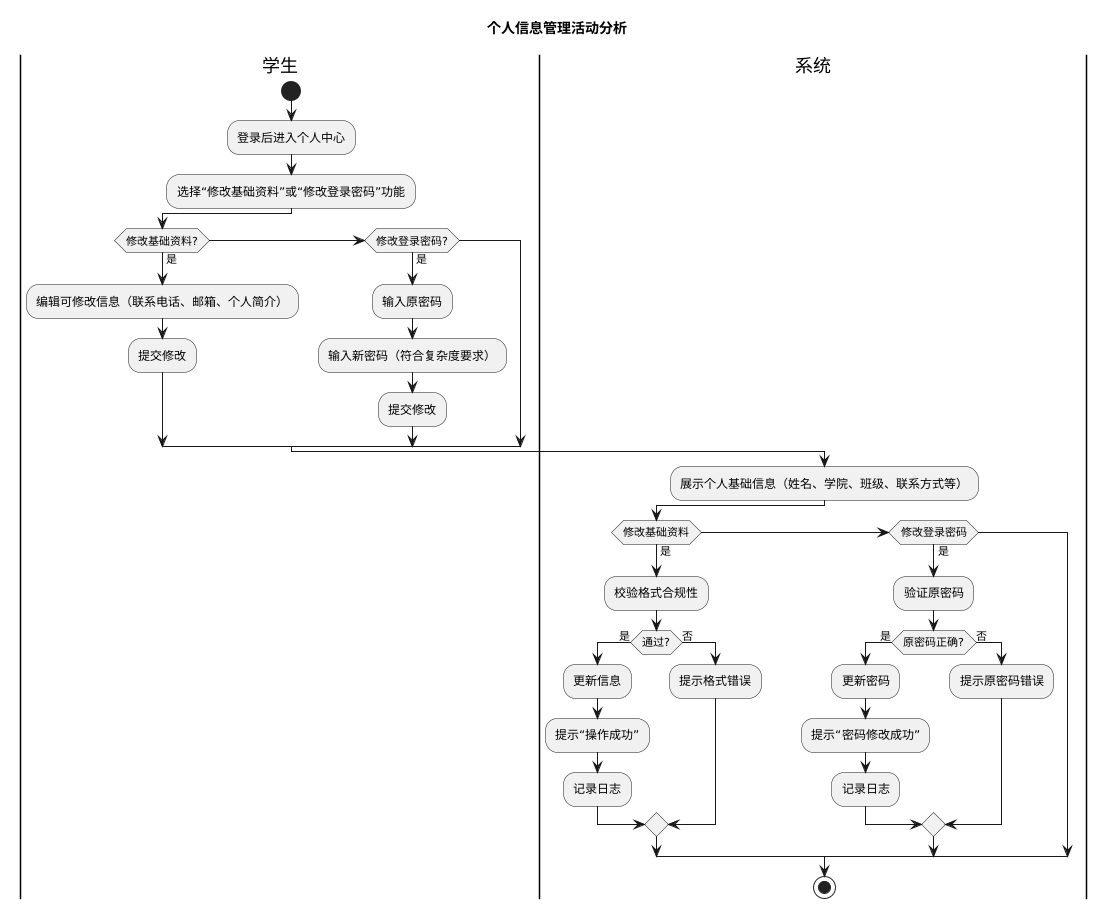 个人信息管理活动分析
学生
系统
登录后进入个人中心
选择“修改基础资料”或“修改登录密码”功能
修改基础资料?
修改登录密码?
是
是
编辑可修改信息（联系电话、邮箱、个人简介）
输入原密码
提交修改
输入新密码（符合复杂度要求）
提交修改
展示个人基础信息（姓名、学院、班级、联系方式等）
修改基础资料
修改登录密码
是
是
校验格式合规性
验证原密码
是
通过?
否
是
原密码正确?
否
更新信息
提示格式错误
更新密码
提示原密码错误
提示“操作成功”
提示“密码修改成功”
记录日志
记录日志